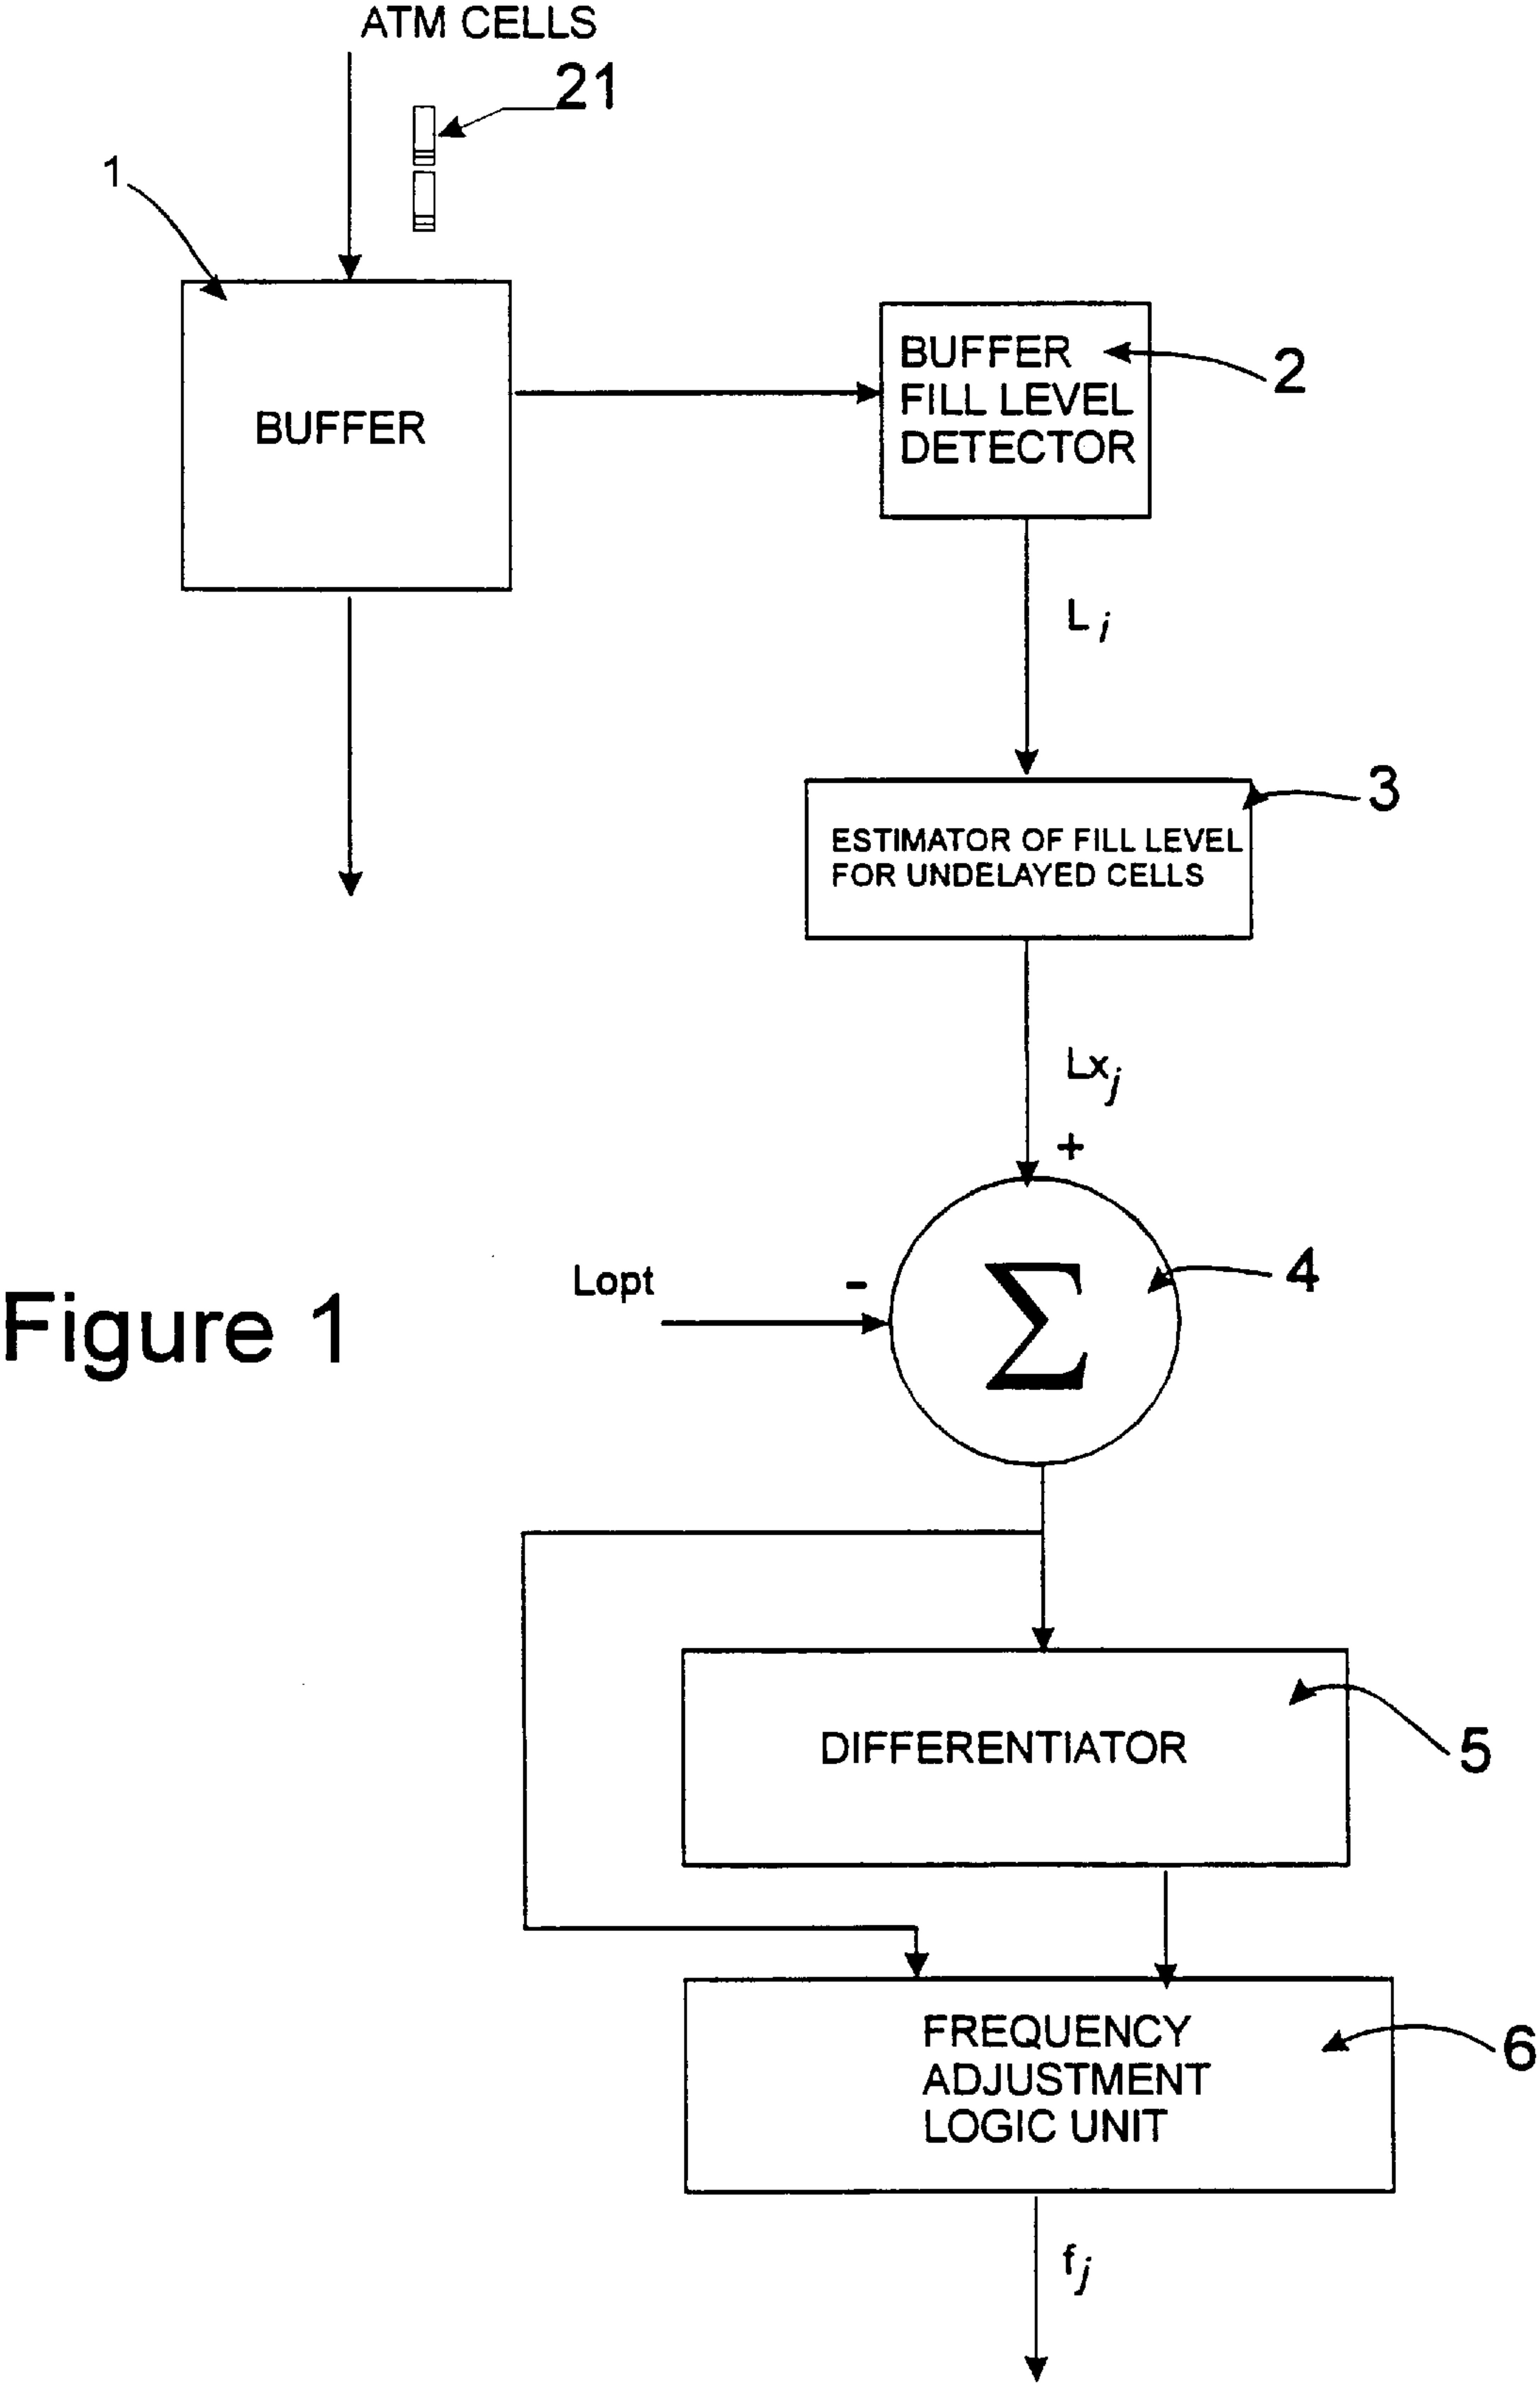 ATM CELLS
21
1
BUFFER
BUFFER
FILL LEVEL
DETECTOR
2
L i
3
ESTIMATOR OF FILL LEVEL
FOR UNDELAYED CELLS
Lxj
+
Lopt
-
Σ
4
Figure 1
DIFFERENTIATOR
5
FREQUENCY
ADJUSTMENT
LOGIC UNIT
6
fj